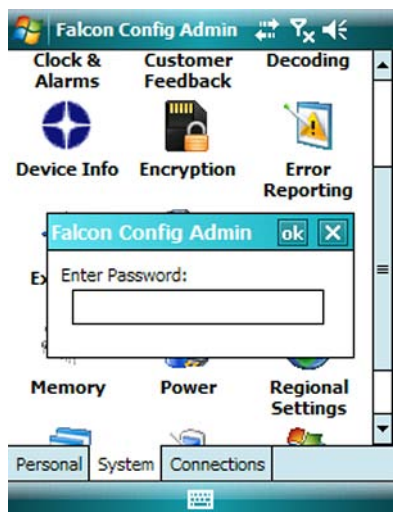 Falcon Config Admin
Clock & Customer Decoding
Alarms Feedback
Device Info Encryption Error
Reporting
Falcon Config Admin ok
Enter Password:
Memory Power Regional
Settings
Personal System Connections